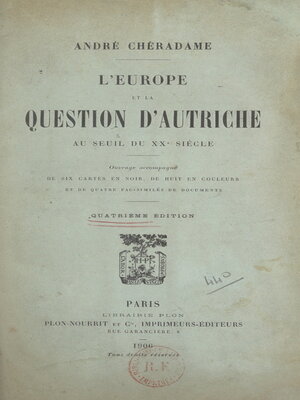 ANDRÉ CHÉRADAME
L'EUROPE
ET LA
QUESTION D'AUTRICHE
AU SEUIL DU XXe SIÈCLE
Ouvrage accompagné
DE SIX CARTES EN NOIR, DE HUIT EN COULEURS
ET DE QUATRE FACSIMILÉS DE DOCUMENTS
QUATRIÈME ÉDITION
440
PARIS
LIBRAIRIE PLON
PLON-NOURRIT ET Cie, IMPRIMEURS-ÉDITEURS
RUE GARANCIÈRE, 8
1906
Tous droits réservés
R.F.